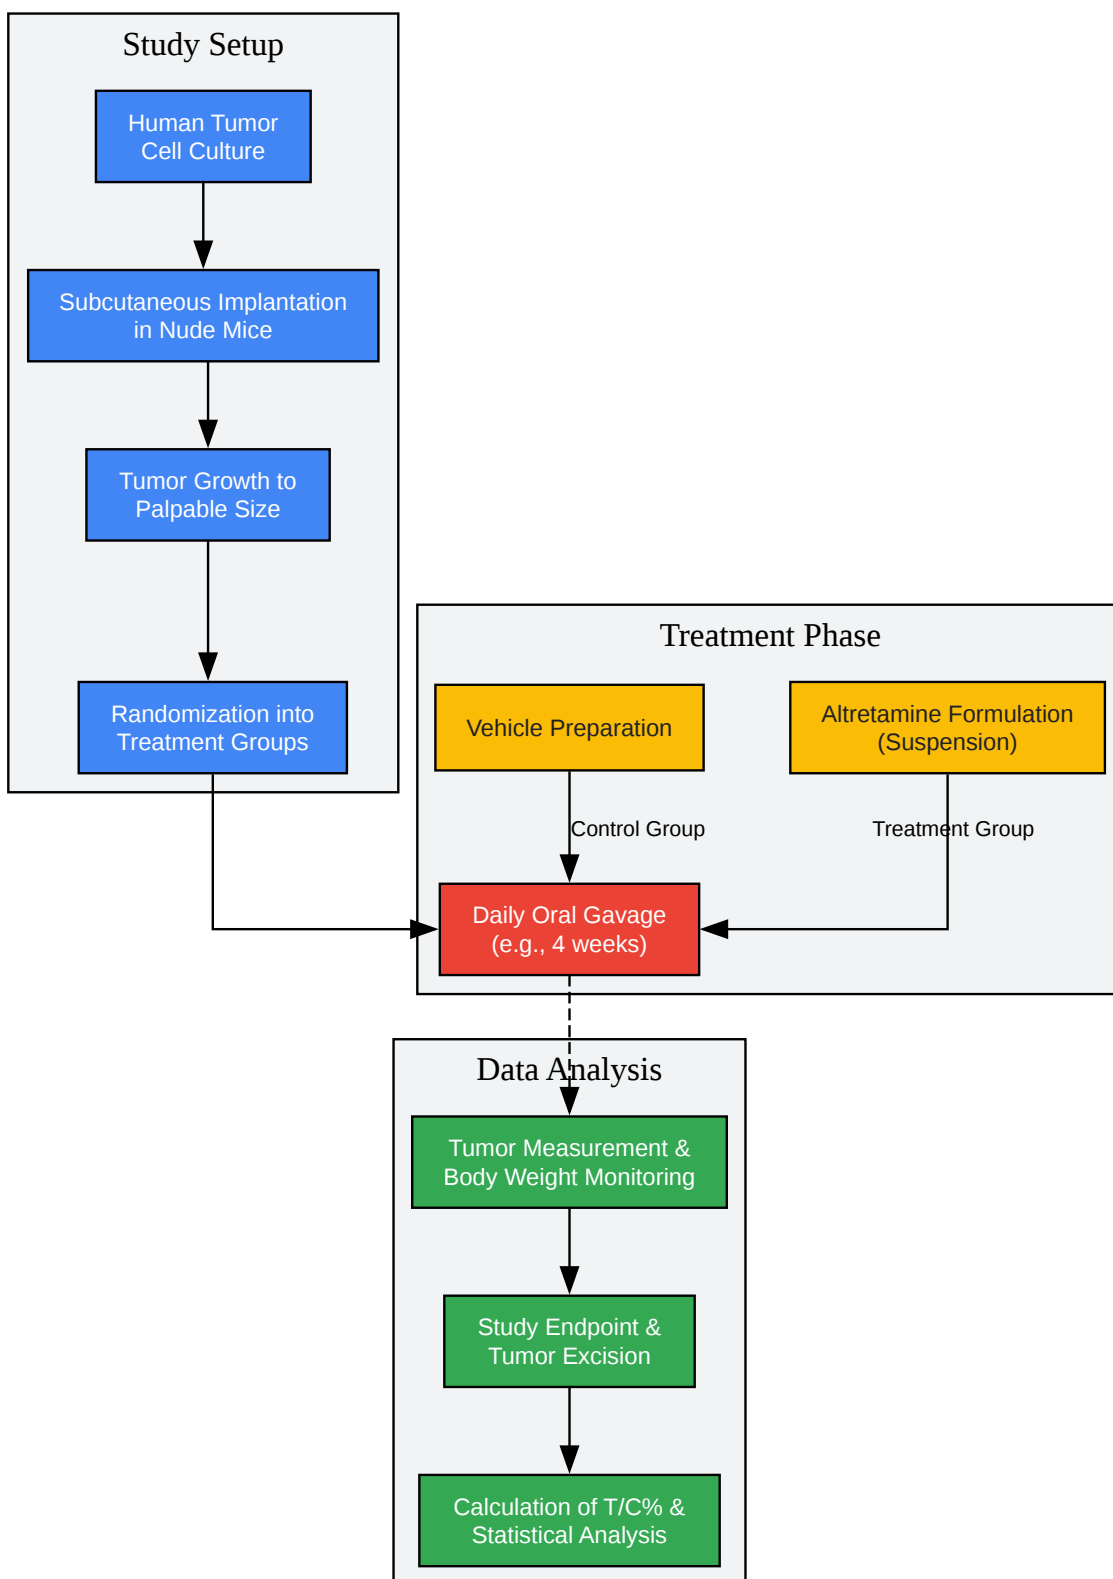 Study Setup
Human Tumor
Cell Culture
Subcutaneous Implantation
in Nude Mice
Tumor Growth to
Palpable Size
Randomization into
Treatment Groups
Treatment Phase
Vehicle Preparation
Altretamine Formulation
(Suspension)
Control Group
Treatment Group
Daily Oral Gavage
(e.g., 4 weeks)
Data Analysis
Tumor Measurement &
Body Weight Monitoring
Study Endpoint &
Tumor Excision
Calculation of T/C% &
Statistical Analysis